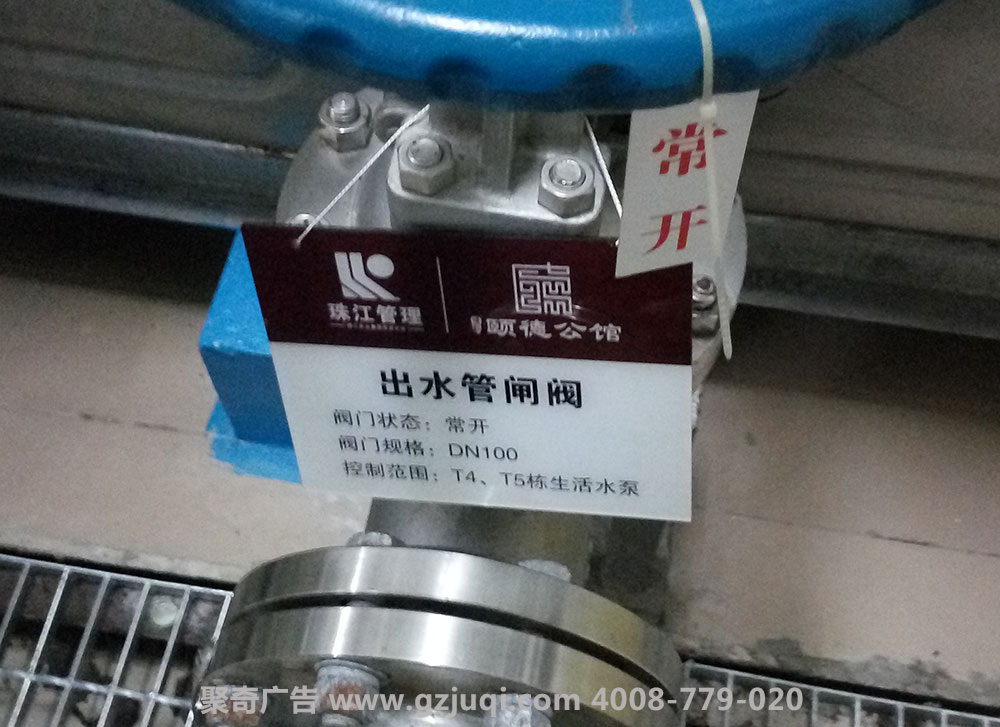 常
开
珠江管理
颐德公馆
出水管闸阀
阀门状态：常开
阀门规格：DN100
控制范围：T4、T5栋生活水泵
聚奇广告 www.qzjuqi.com 4008-779-020